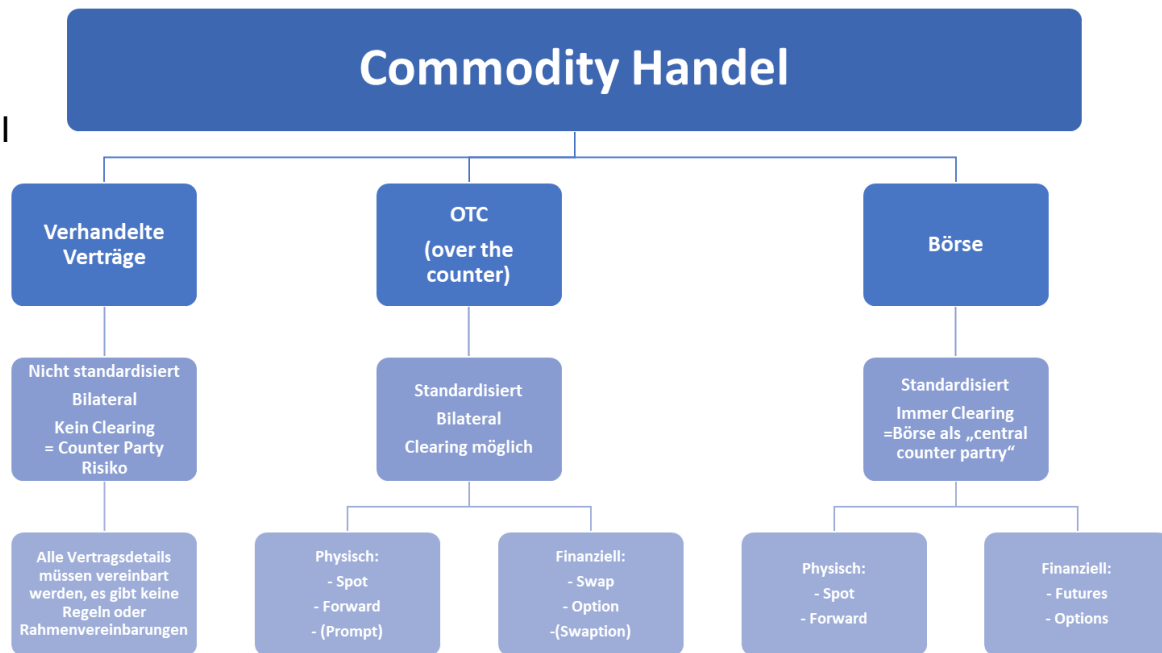 Commodity Handel
l
Verhandelte
Verträge
OTC
(over the
counter)
Börse
Nicht standardisiert
Bilateral
Kein Clearing
= Counter Party
Risiko
Standardisiert
Bilateral
Clearing möglich
Standardisiert
Immer Clearing
=Börse als „central
counter partry“
Alle Vertragsdetails
müssen vereinbart
werden, es gibt keine
Regeln oder
Rahmenvereinbarungen
Physisch:
- Spot
- Forward
- (Prompt)
Finanziell:
- Swap
- Option
-(Swaption)
Physisch:
- Spot
- Forward
Finanziell:
- Futures
- Options